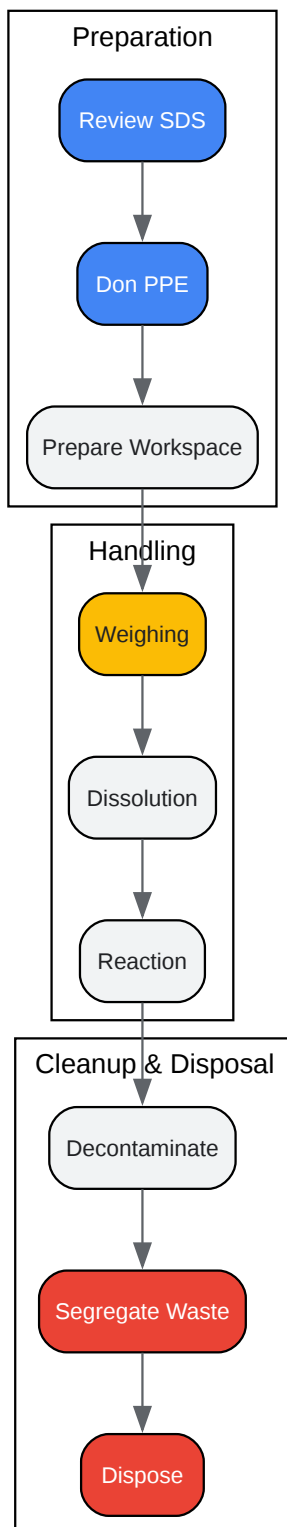 Preparation
Review SDS
Don PPE
Prepare Workspace
Handling
Weighing
Dissolution
Reaction
Cleanup & Disposal
Decontaminate
Segregate Waste
Dispose